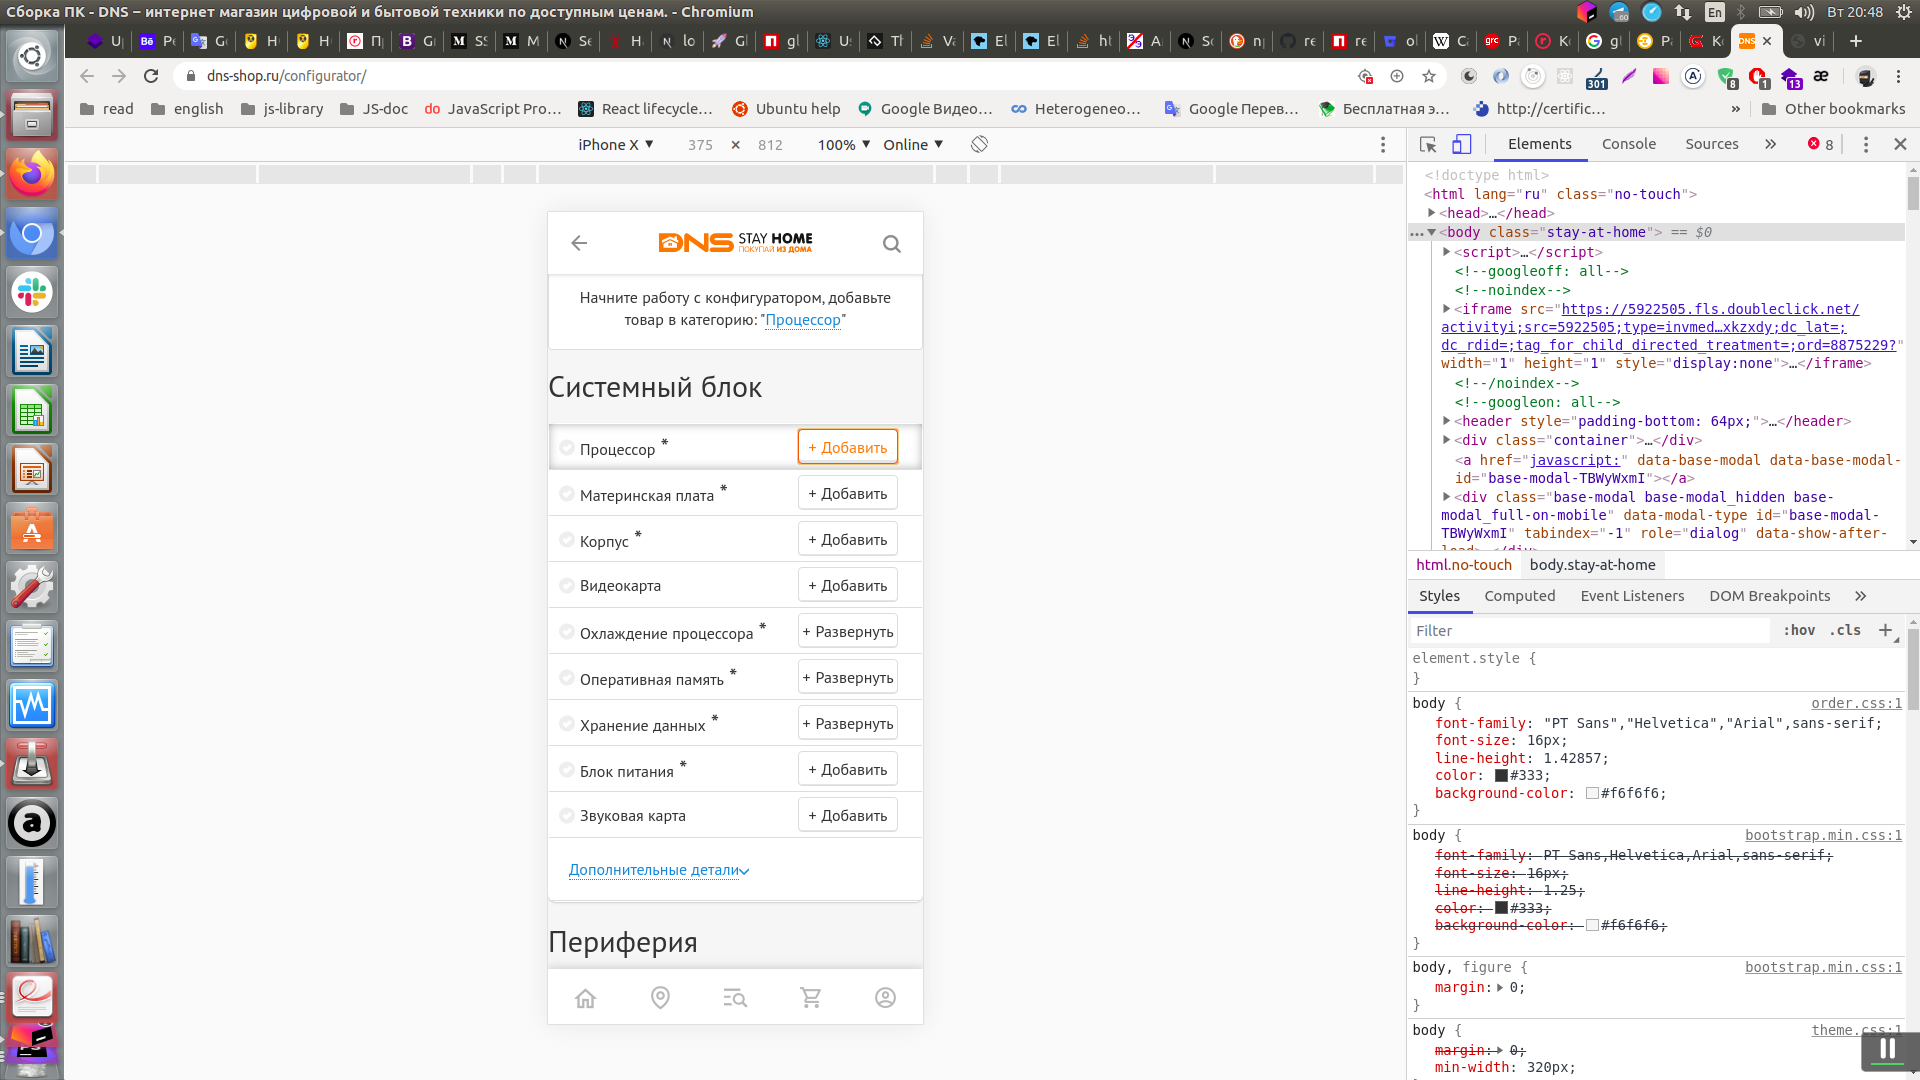 Сборка ПК - DNS – интернет магазин цифровой и бытовой техники по доступным ценам. - Chromium
En
Вт 20:48
dns-shop.ru/configurator/
301
8
1
13
read
english
js-library
JS-doc
JavaScript Pro...
React lifecycle...
Ubuntu help
Google Видео...
Heterogeneo...
Google Перев...
Бесплатная э...
http://certific...
»
Other bookmarks
iPhone X ▼ 375 × 812 100% ▼ Online ▼
DNS STAY HOME
ПОКУПАЙ ИЗ ДОМА
Начните работу с конфигуратором, добавьте
товар в категорию: "Процессор"
Системный блок
Процессор *
+ Добавить
Материнская плата *
+ Добавить
Корпус *
+ Добавить
Видеокарта
+ Добавить
Охлаждение процессора *
+ Развернуть
Оперативная память *
+ Развернуть
Хранение данных *
+ Развернуть
Блок питания *
+ Добавить
Звуковая карта
+ Добавить
Дополнительные детали
Периферия
Elements Console Sources » 8
<!doctype html>
<html lang="ru" class="no-touch">
<head>…</head>
…<body class="stay-at-home"> == $0
<script>…</script>
<!--googleoff: all-->
<!--noindex-->
<iframe src="https://5922505.fls.doubleclick.net/
activityi;src=5922505;type=invmed…xkzxdy;dc_lat=;
dc_rdid=;tag_for_child_directed_treatment=;ord=8875229?"
width="1" height="1" style="display:none">…</iframe>
<!--/noindex-->
<!--googleon: all-->
<header style="padding-bottom: 64px;">…</header>
<div class="container">…</div>
<a href="javascript:" data-base-modal data-base-modal-
id="base-modal-TBWyWxmI"></a>
<div class="base-modal base-modal_hidden base-
modal_full-on-mobile" data-modal-type id="base-modal-
TBWyWxmI" tabindex="-1" role="dialog" data-show-after-
html.no-touch body.stay-at-home
Styles Computed Event Listeners DOM Breakpoints »
Filter
:hov .cls +
element.style {
}
body {
order.css:1
font-family: "PT Sans","Helvetica","Arial",sans-serif;
font-size: 16px;
line-height: 1.42857;
color: #333;
background-color: #f6f6f6;
}
body {
bootstrap.min.css:1
font-family: PT Sans,Helvetica,Arial,sans-serif;
font-size: 16px;
line-height: 1.25;
color: #333;
background-color: #f6f6f6;
}
body, figure {
bootstrap.min.css:1
margin: 0;
}
body {
theme.css:1
margin: 0;
min-width: 320px;